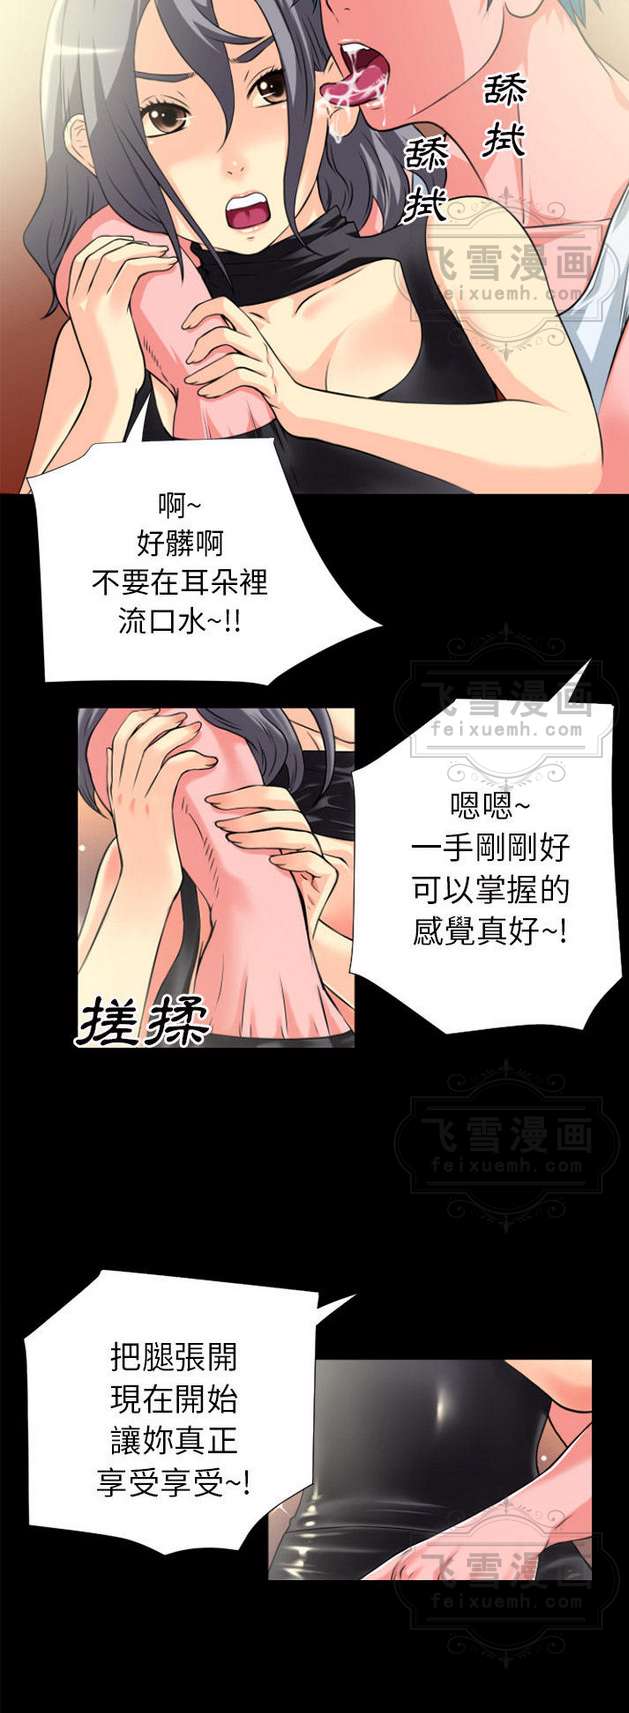 舔拭
舔拭
飞雪漫画
feixuemh.com
啊~
好髒啊
不要在耳朵裡
流口水~!!
飞雪漫画
feixuemh.com
嗯嗯~
一手剛剛好
可以掌握的
感覺真好~!
搓揉
飞雪漫画
feixuemh.com
把腿張開
現在開始
讓妳真正
享受享受~!
飞雪漫画
feixuemh.com